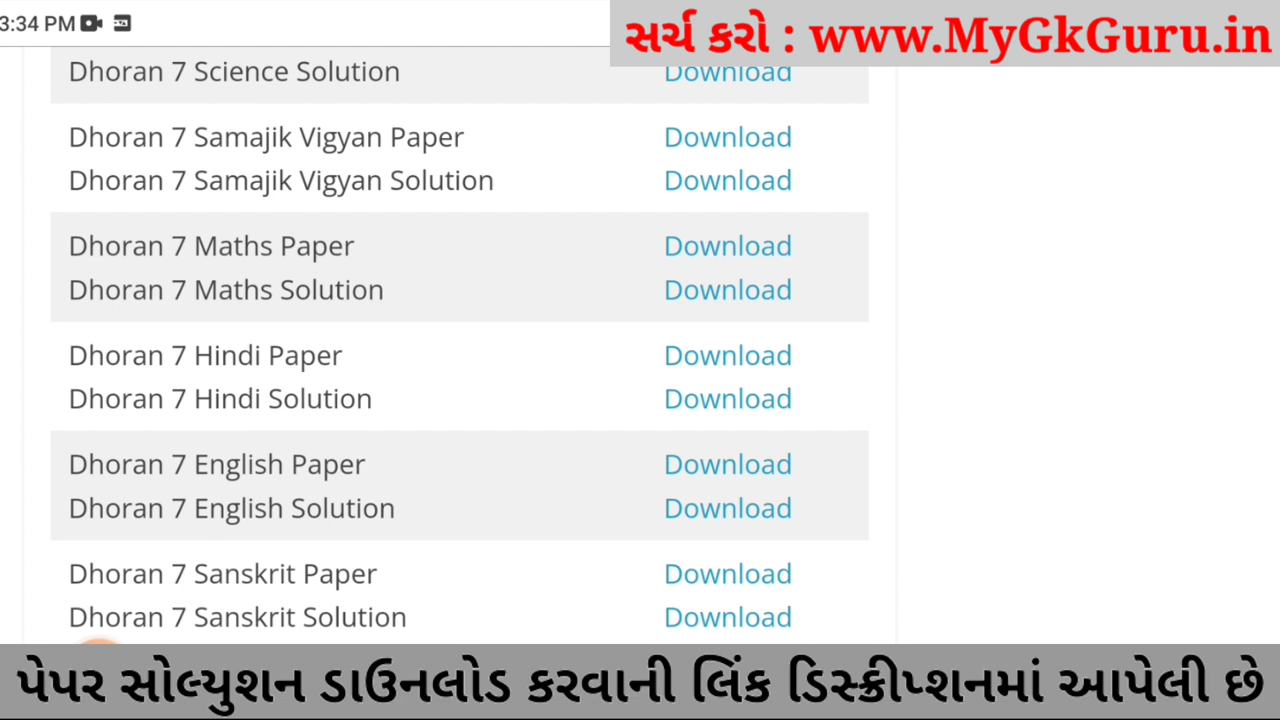 3:34 PM
સર્ચ કરો : www.MyGkGuru.in
Dhoran 7 Science Solution Download
Dhoran 7 Samajik Vigyan Paper Download
Dhoran 7 Samajik Vigyan Solution Download
Dhoran 7 Maths Paper Download
Dhoran 7 Maths Solution Download
Dhoran 7 Hindi Paper Download
Dhoran 7 Hindi Solution Download
Dhoran 7 English Paper Download
Dhoran 7 English Solution Download
Dhoran 7 Sanskrit Paper Download
Dhoran 7 Sanskrit Solution Download
પેપર સોલ્યુશન ડાઉનલોડ કરવાની લિંક ડિસ્ક્રીપ્શનમાં આપેલી છે